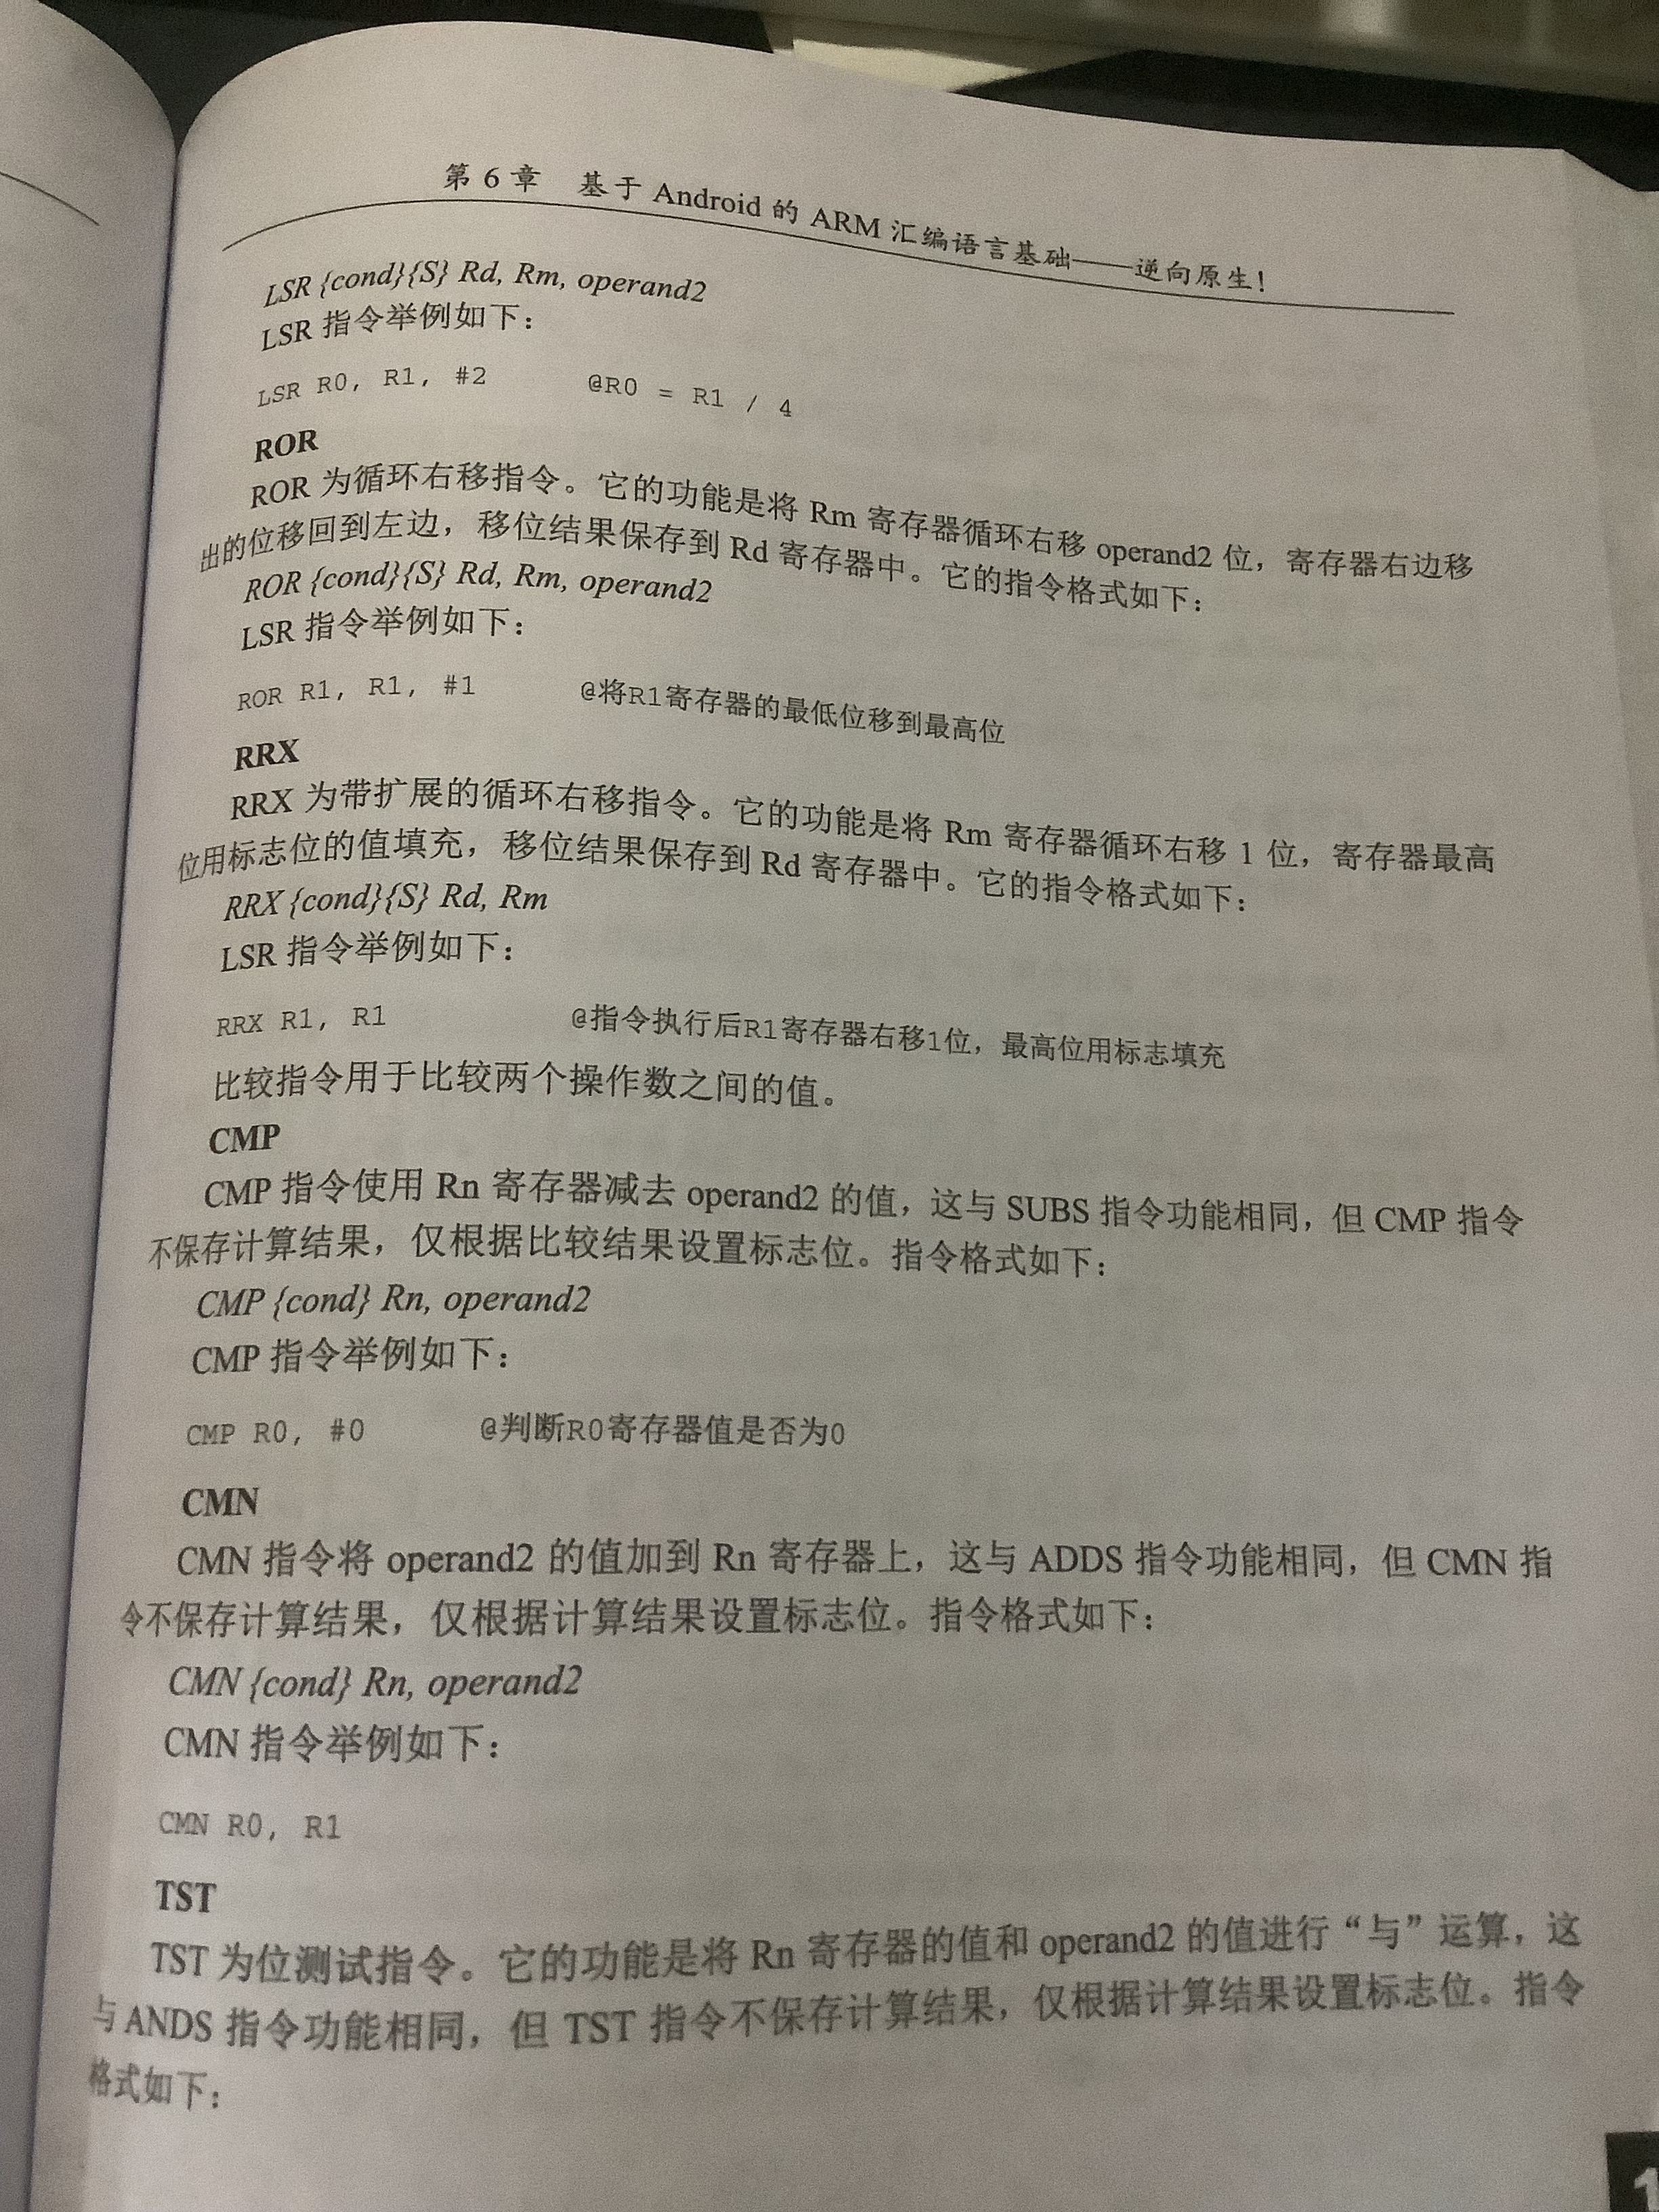 第 6 章 基于 Android 的 ARM 汇编语言基础——逆向原生！
LSR {cond}{S} Rd, Rm, operand2
LSR 指令举例如下：
LSR R0, R1, #2 @R0 = R1 / 4
ROR
ROR 为循环右移指令。它的功能是将 Rm 寄存器循环右移 operand2 位，寄存器右边移
出的位移回到左边，移位结果保存到 Rd 寄存器中。它的指令格式如下：
ROR {cond}{S} Rd, Rm, operand2
LSR 指令举例如下：
ROR R1, R1, #1 @将R1寄存器的最低位移到最高位
RRX
RRX 为带扩展的循环右移指令。它的功能是将 Rm 寄存器循环右移 1 位，寄存器最高
位用标志位的值填充，移位结果保存到 Rd 寄存器中。它的指令格式如下：
RRX {cond}{S} Rd, Rm
LSR 指令举例如下：
RRX R1, R1 @指令执行后R1寄存器右移1位，最高位用标志填充
比较指令用于比较两个操作数之间的值。
CMP
CMP 指令使用 Rn 寄存器减去 operand2 的值，这与 SUBS 指令功能相同，但 CMP 指令
不保存计算结果，仅根据比较结果设置标志位。指令格式如下：
CMP {cond} Rn, operand2
CMP 指令举例如下：
CMP R0, #0 @判断R0寄存器值是否为0
CMN
CMN 指令将 operand2 的值加到 Rn 寄存器上，这与 ADDS 指令功能相同，但 CMN 指
令不保存计算结果，仅根据计算结果设置标志位。指令格式如下：
CMN {cond} Rn, operand2
CMN 指令举例如下：
CMN R0, R1
TST
TST 为位测试指令。它的功能是将 Rn 寄存器的值和 operand2 的值进行“与”运算，这
与 ANDS 指令功能相同，但 TST 指令不保存计算结果，仅根据计算结果设置标志位。指令
格式如下：